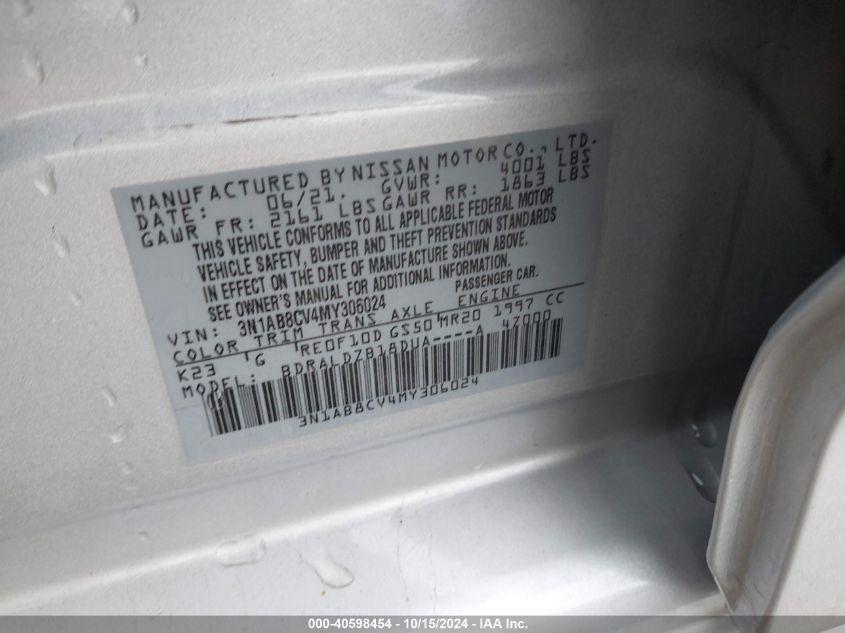 MANUFACTURED BY NISSAN MOTOR CO., LTD.
DATE: 06/21. GVWR: 4001 LBS
GAWR FR: 2161 LBS GAWR RR: 1863 LBS
THIS VEHICLE CONFORMS TO ALL APPLICABLE FEDERAL MOTOR
VEHICLE SAFETY, BUMPER AND THEFT PREVENTION STANDARDS
IN EFFECT ON THE DATE OF MANUFACTURE SHOWN ABOVE.
SEE OWNER'S MANUAL FOR ADDITIONAL INFORMATION.
VIN: 3N1AB8CV4MY306024 PASSENGER CAR.
COLOR TRIM TRANS AXLE ENGINE
K23 G RE0F10D GS50 MR20 1997 CC
MODEL: BDRALDZB18DUA----A 47000
3N1AB8CV4MY306024
000-40598454 - 10/15/2024 - IAA Inc.